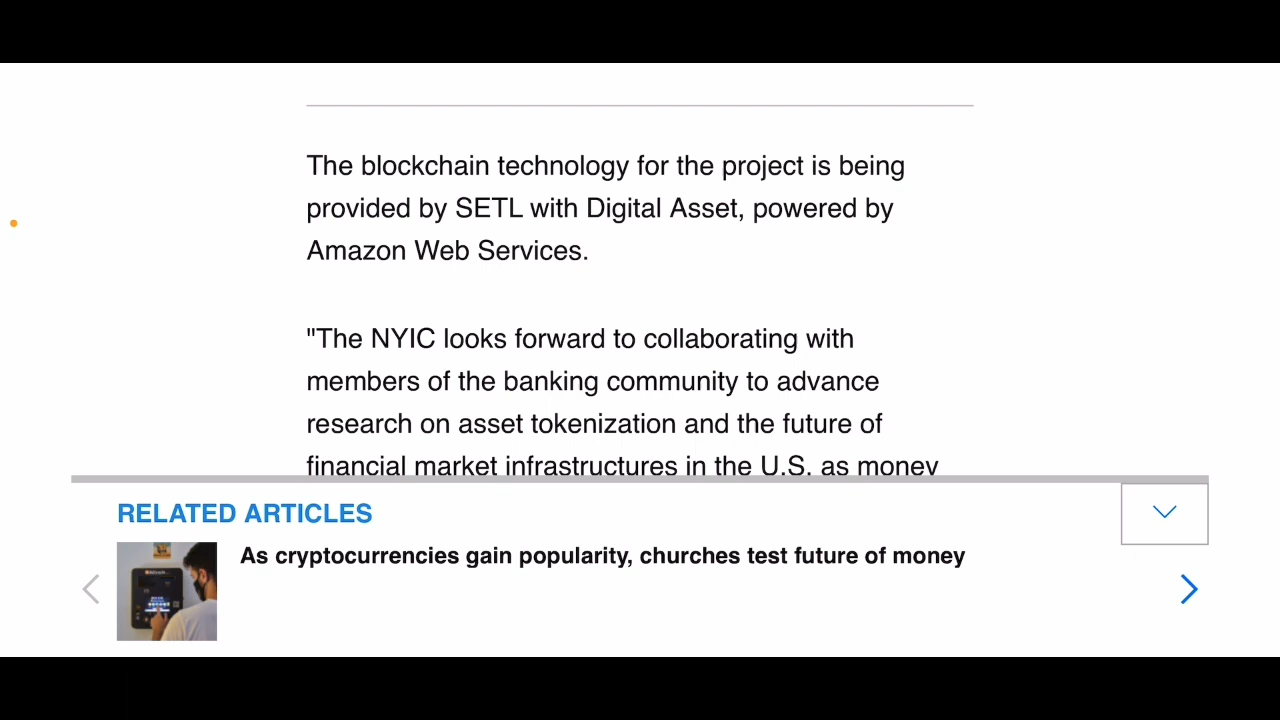 The blockchain technology for the project is being
provided by SETL with Digital Asset, powered by
Amazon Web Services.
"The NYIC looks forward to collaborating with
members of the banking community to advance
research on asset tokenization and the future of
financial market infrastructures in the U.S. as money
RELATED ARTICLES
As cryptocurrencies gain popularity, churches test future of money